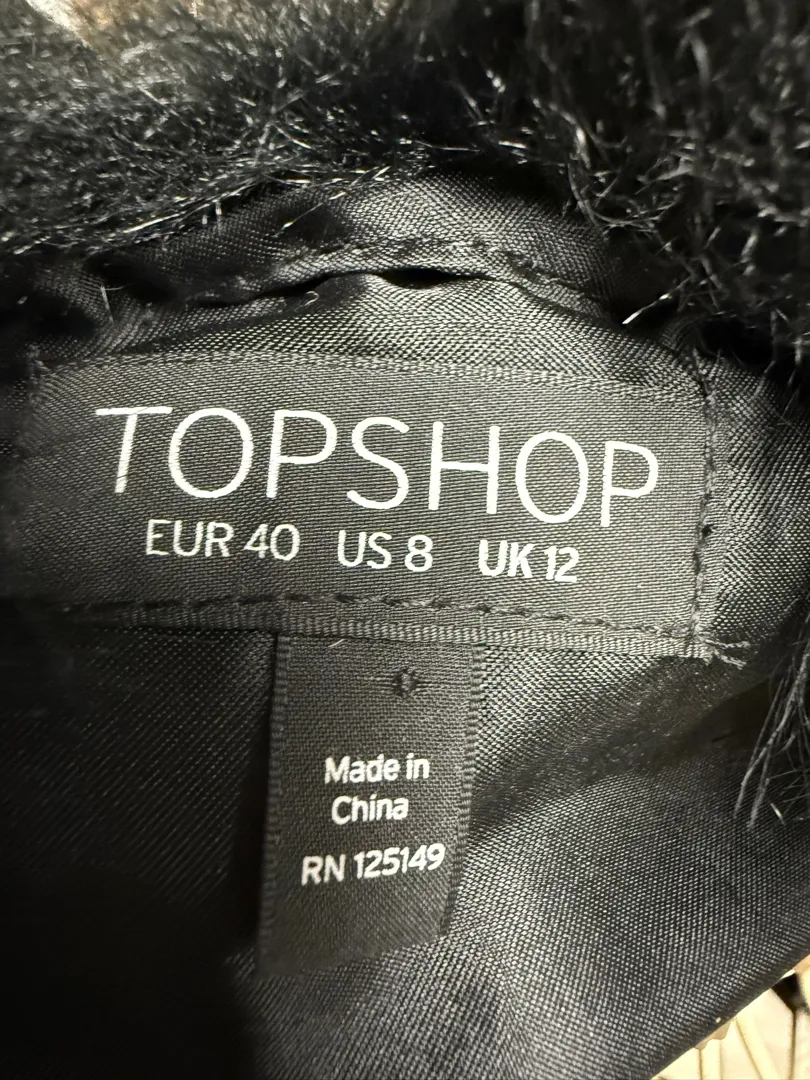 TOPSHOP
EUR 40 US 8 UK 12
Made in
China
RN 125149